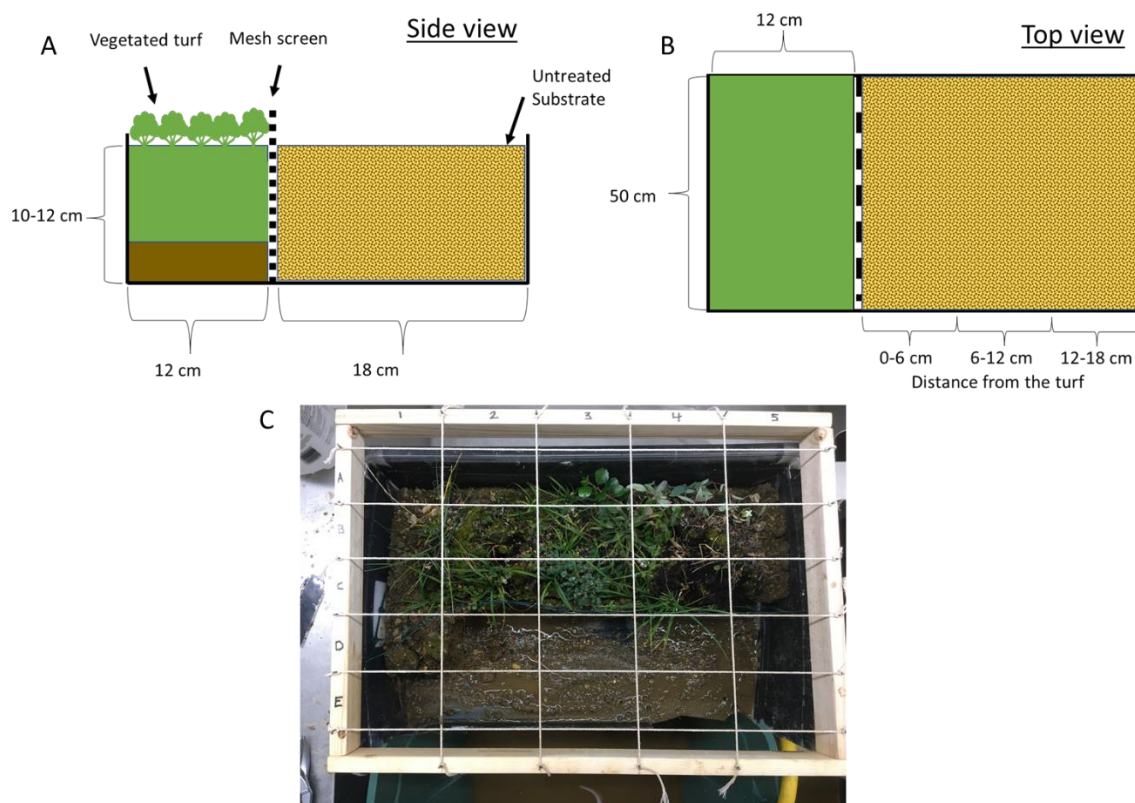 A
Vegetated turf
Mesh screen
Side view
Untreated
Substrate
10-12 cm
12 cm
18 cm
B
12 cm
Top view
50 cm
0-6 cm
6-12 cm
12-18 cm
Distance from the turf
C
1 2 3 4 5
A
B
C
D
E